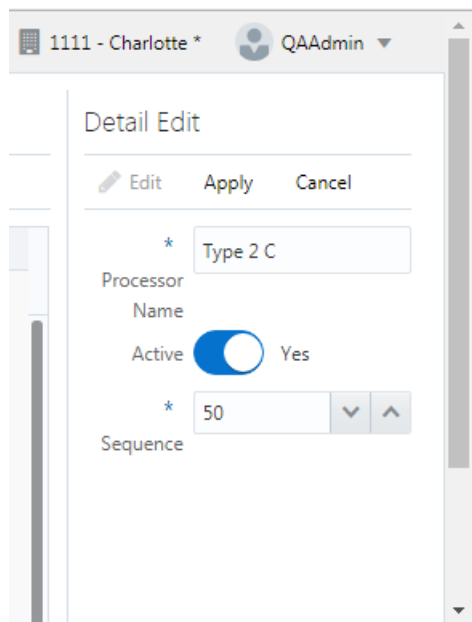 1111 - Charlotte * QAAdmin
Detail Edit
Edit Apply Cancel
* Processor Name
Type 2 C
Active Yes
* Sequence
50